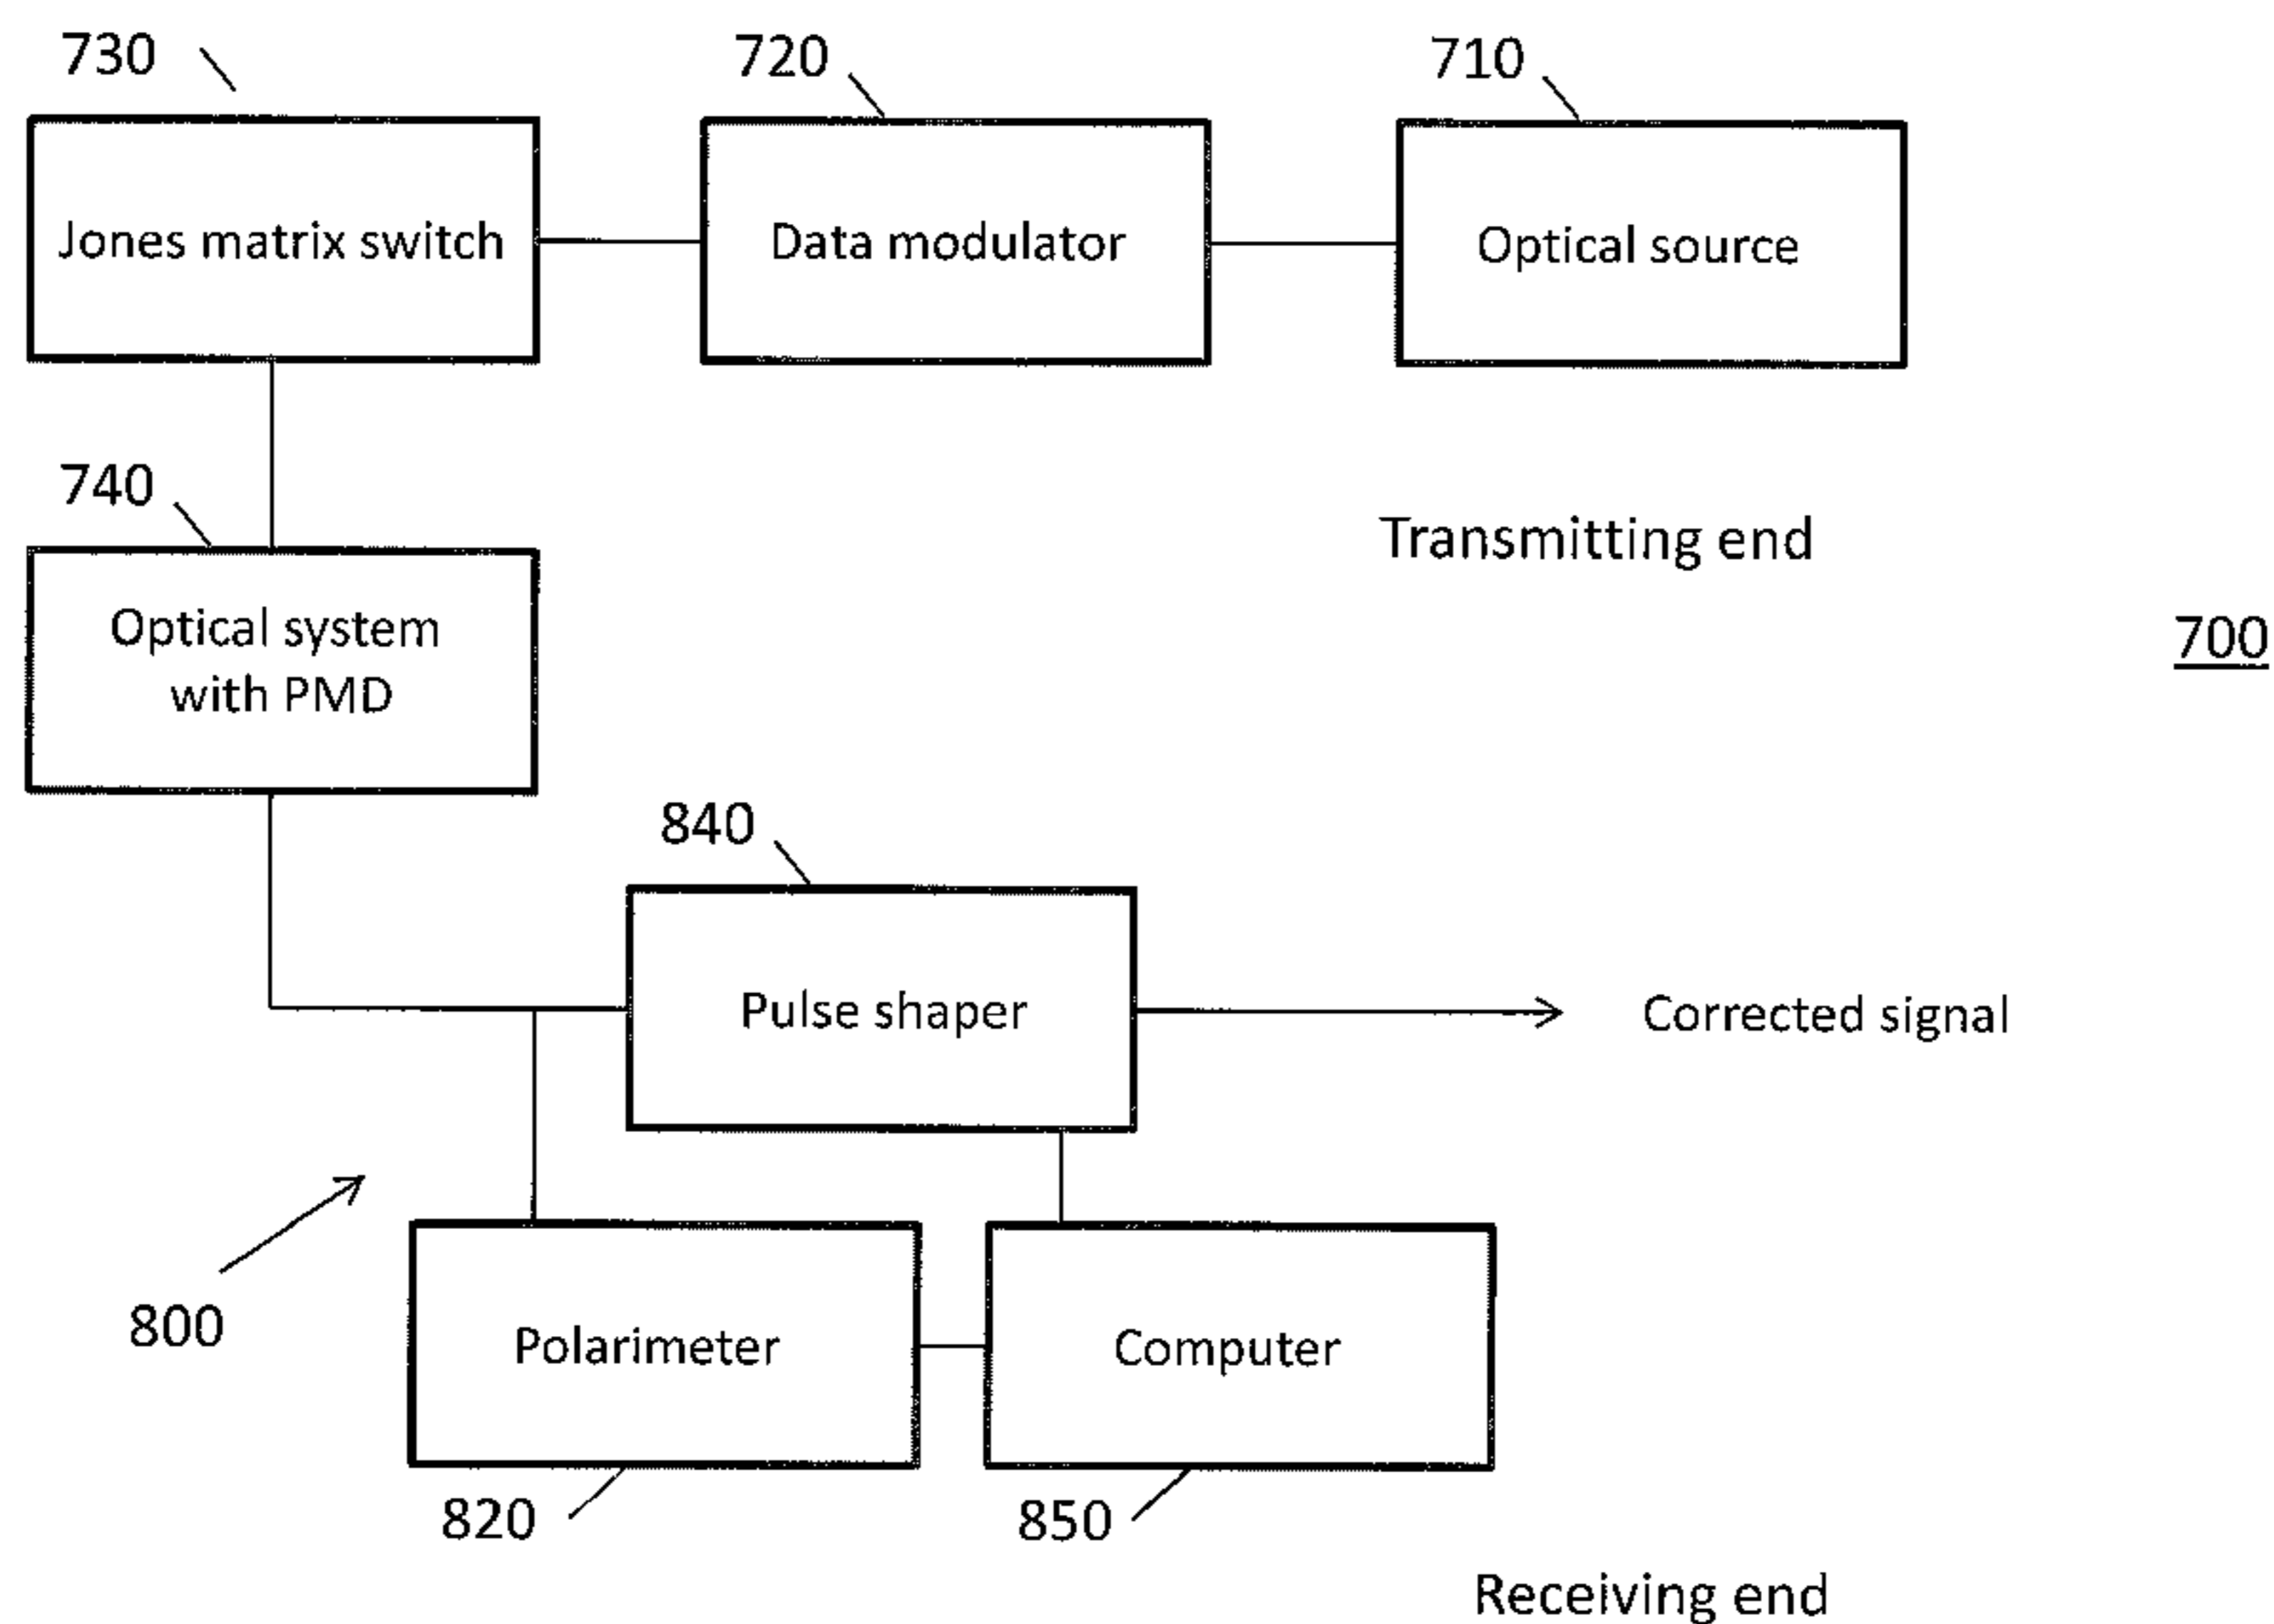 730
720
710
Jones matrix switch
Data modulator
Optical source
740
Transmitting end
Optical system
with PMD
700
840
Pulse shaper
Corrected signal
800
Polarimeter
Computer
820
850
Receiving end